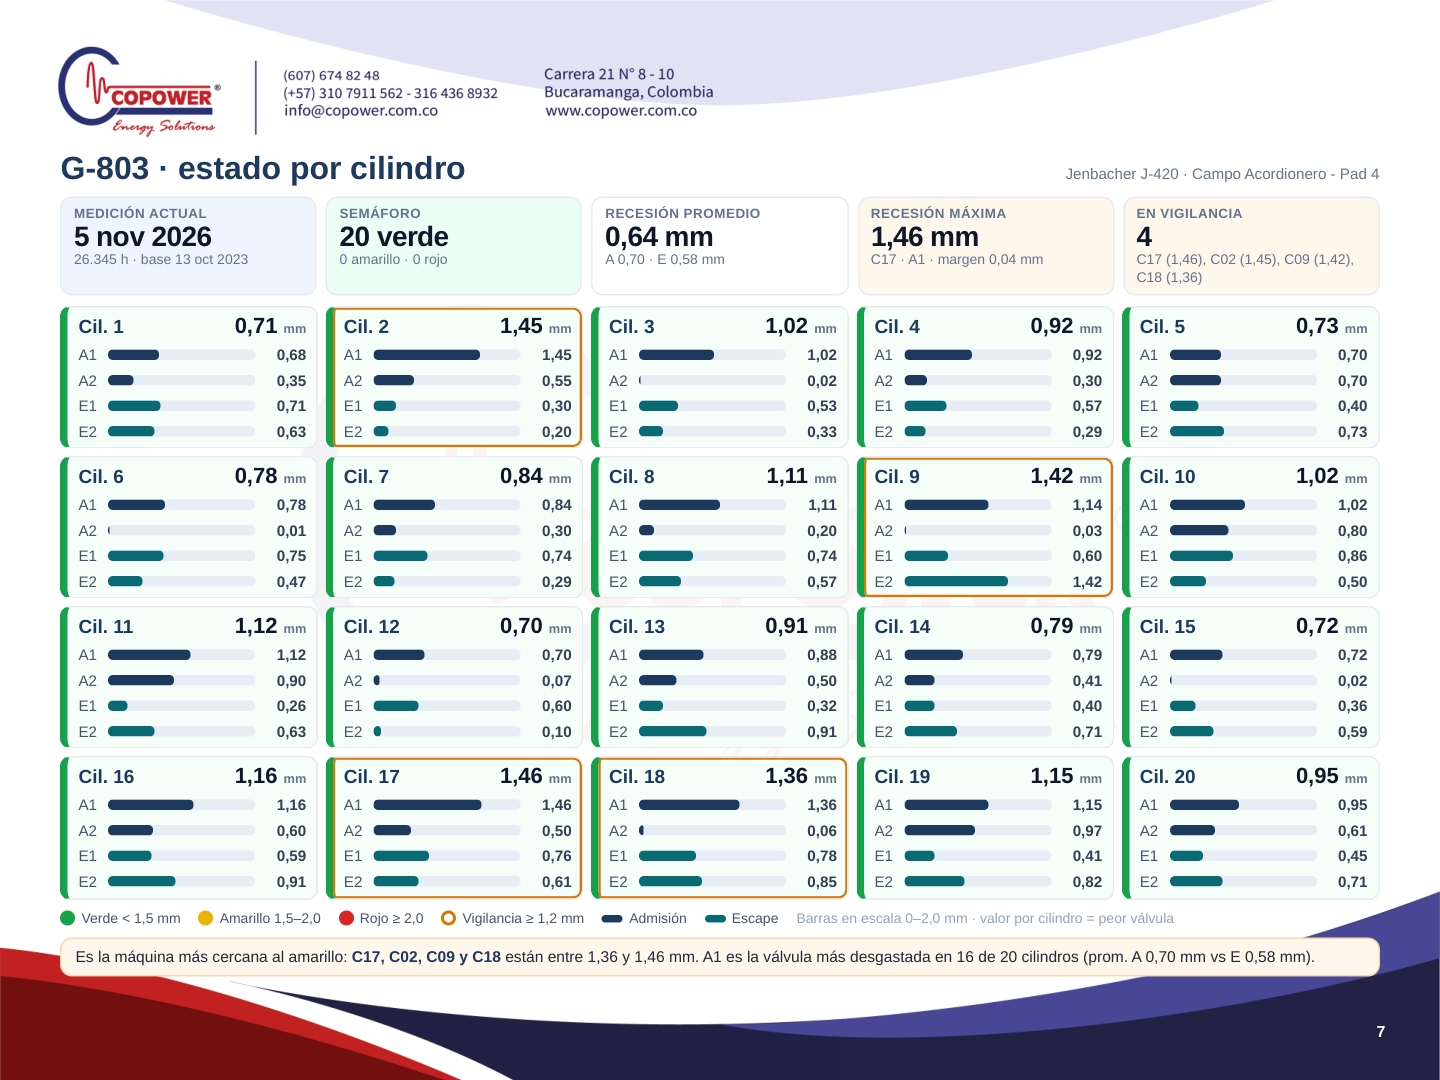 COPOWER®
Energy Solutions
(607) 674 82 48
(+57) 310 7911 562 - 316 436 8932
info@copower.com.co
Carrera 21 N° 8 - 10
Bucaramanga, Colombia
www.copower.com.co
G-803 · estado por cilindro
Jenbacher J-420 · Campo Acordionero - Pad 4
MEDICIÓN ACTUAL
5 nov 2026
26.345 h · base 13 oct 2023
SEMÁFORO
20 verde
0 amarillo · 0 rojo
RECESIÓN PROMEDIO
0,64 mm
A 0,70 · E 0,58 mm
RECESIÓN MÁXIMA
1,46 mm
C17 · A1 · margen 0,04 mm
EN VIGILANCIA
4
C17 (1,46), C02 (1,45), C09 (1,42),
C18 (1,36)
Cil. 1 0,71 mm
A1 0,68
A2 0,35
E1 0,71
E2 0,63
Cil. 2 1,45 mm
A1 1,45
A2 0,55
E1 0,30
E2 0,20
Cil. 3 1,02 mm
A1 1,02
A2 0,02
E1 0,53
E2 0,33
Cil. 4 0,92 mm
A1 0,92
A2 0,30
E1 0,57
E2 0,29
Cil. 5 0,73 mm
A1 0,70
A2 0,70
E1 0,40
E2 0,73
Cil. 6 0,78 mm
A1 0,78
A2 0,01
E1 0,75
E2 0,47
Cil. 7 0,84 mm
A1 0,84
A2 0,30
E1 0,74
E2 0,29
Cil. 8 1,11 mm
A1 1,11
A2 0,20
E1 0,74
E2 0,57
Cil. 9 1,42 mm
A1 1,14
A2 0,03
E1 0,60
E2 1,42
Cil. 10 1,02 mm
A1 1,02
A2 0,80
E1 0,86
E2 0,50
Cil. 11 1,12 mm
A1 1,12
A2 0,90
E1 0,26
E2 0,63
Cil. 12 0,70 mm
A1 0,70
A2 0,07
E1 0,60
E2 0,10
Cil. 13 0,91 mm
A1 0,88
A2 0,50
E1 0,32
E2 0,91
Cil. 14 0,79 mm
A1 0,79
A2 0,41
E1 0,40
E2 0,71
Cil. 15 0,72 mm
A1 0,72
A2 0,02
E1 0,36
E2 0,59
Cil. 16 1,16 mm
A1 1,16
A2 0,60
E1 0,59
E2 0,91
Cil. 17 1,46 mm
A1 1,46
A2 0,50
E1 0,76
E2 0,61
Cil. 18 1,36 mm
A1 1,36
A2 0,06
E1 0,78
E2 0,85
Cil. 19 1,15 mm
A1 1,15
A2 0,97
E1 0,41
E2 0,82
Cil. 20 0,95 mm
A1 0,95
A2 0,61
E1 0,45
E2 0,71
Verde < 1,5 mm Amarillo 1,5–2,0 Rojo ≥ 2,0 Vigilancia ≥ 1,2 mm Admisión Escape Barras en escala 0–2,0 mm · valor por cilindro = peor válvula
Es la máquina más cercana al amarillo: C17, C02, C09 y C18 están entre 1,36 y 1,46 mm. A1 es la válvula más desgastada en 16 de 20 cilindros (prom. A 0,70 mm vs E 0,58 mm).
7